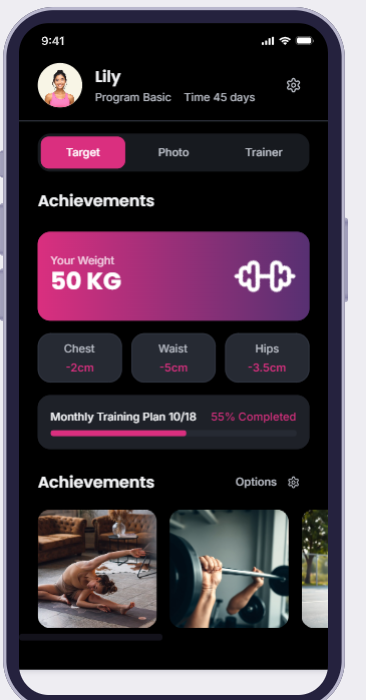 9:41
Lily
Program Basic Time 45 days
Target Photo Trainer
Achievements
Your Weight
50 KG
Chest Waist Hips
-2cm -5cm -3.5cm
Monthly Training Plan 10/18 55% Completed
Achievements Options